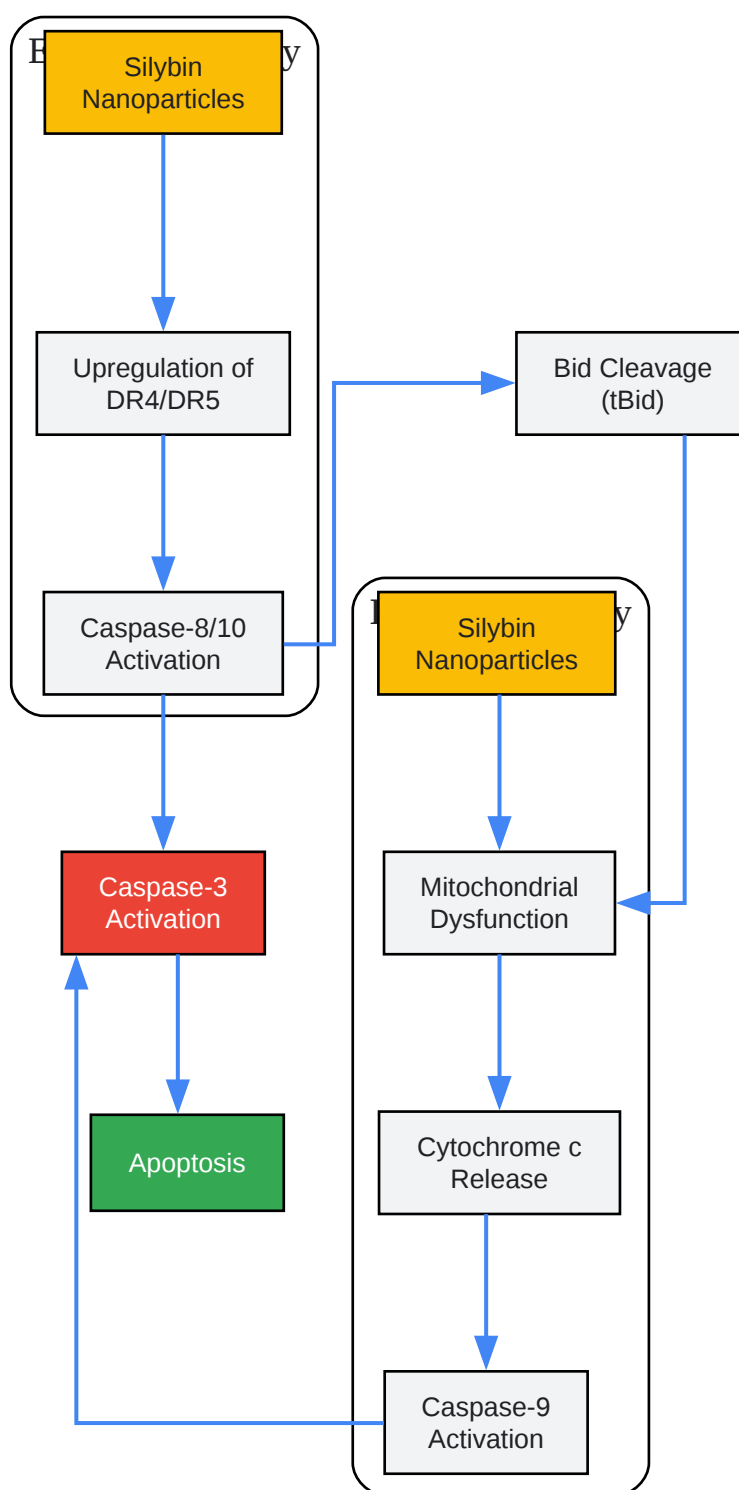 Silybin
Nanoparticles
Upregulation of
DR4/DR5
Bid Cleavage
(tBid)
Caspase-8/10
Activation
Silybin
Nanoparticles
Caspase-3
Activation
Mitochondrial
Dysfunction
Apoptosis
Cytochrome c
Release
Caspase-9
Activation